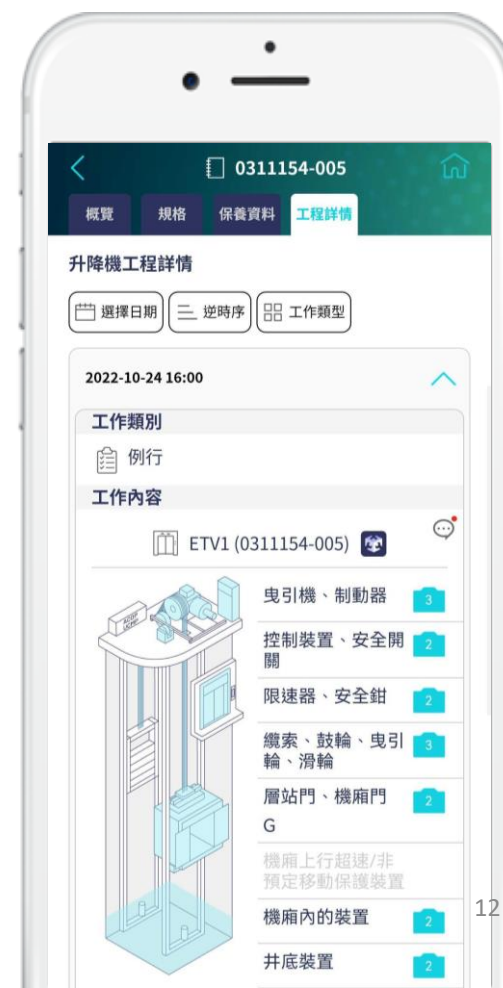 0311154-005
概覽 規格 保養資料 工程詳情
升降機工程詳情
選擇日期 逆時序 工作類型
2022-10-24 16:00
工作類別
例行
工作內容
ETV1 (0311154-005)
ACOP
UCMP
曳引機、制動器 3
控制裝置、安全開
關 2
限速器、安全鉗 2
纜索、鼓輪、曳引
輪、滑輪 3
層站門、機廂門 2
G
機廂上行超速/非
預定移動保護裝置
機廂內的裝置 2
12
井底裝置 2